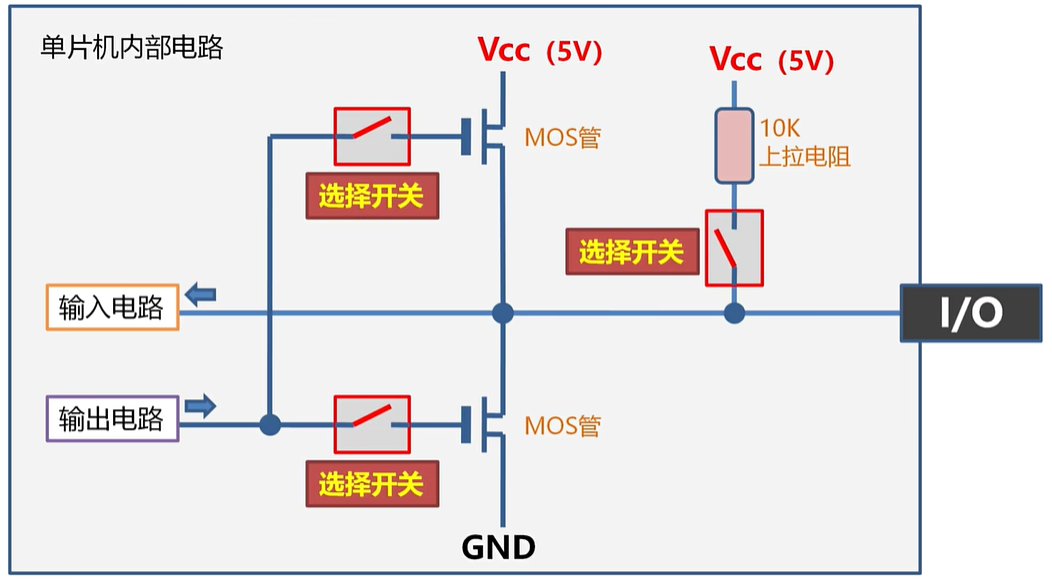 单片机内部电路
Vcc（5V）
Vcc（5V）
MOS管
10K
上拉电阻
选择开关
选择开关
输入电路
I/O
输出电路
MOS管
选择开关
GND